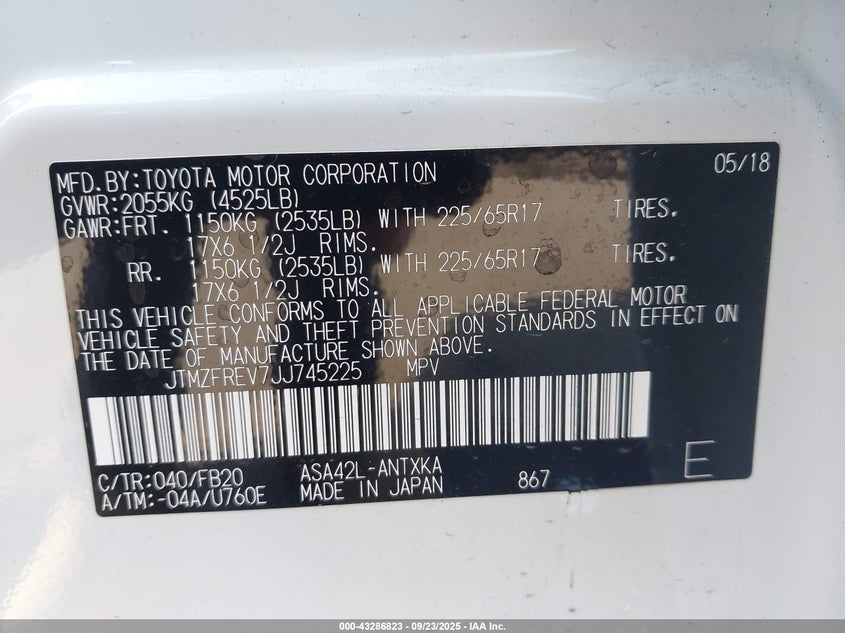 MFD.BY:TOYOTA MOTOR CORPORATION 05/18
GVWR:2055KG (4525LB)
GAWR:FRT. 1150KG (2535LB) WITH 225/65R17 TIRES.
17X6 1/2J RIMS.
RR. 1150KG (2535LB) WITH 225/65R17 TIRES.
17X6 1/2J RIMS.
THIS VEHICLE CONFORMS TO ALL APPLICABLE FEDERAL MOTOR
VEHICLE SAFETY AND THEFT PREVENTION STANDARDS IN EFFECT ON
THE DATE OF MANUFACTURE SHOWN ABOVE.
JTMZFREV7JJ745225 MPV
C/TR:040/FB20 ASA42L-ANTXKA
A/TM:-04A/U760E MADE IN JAPAN 867 E
000-43286823 - 09/23/2025 - IAA Inc.